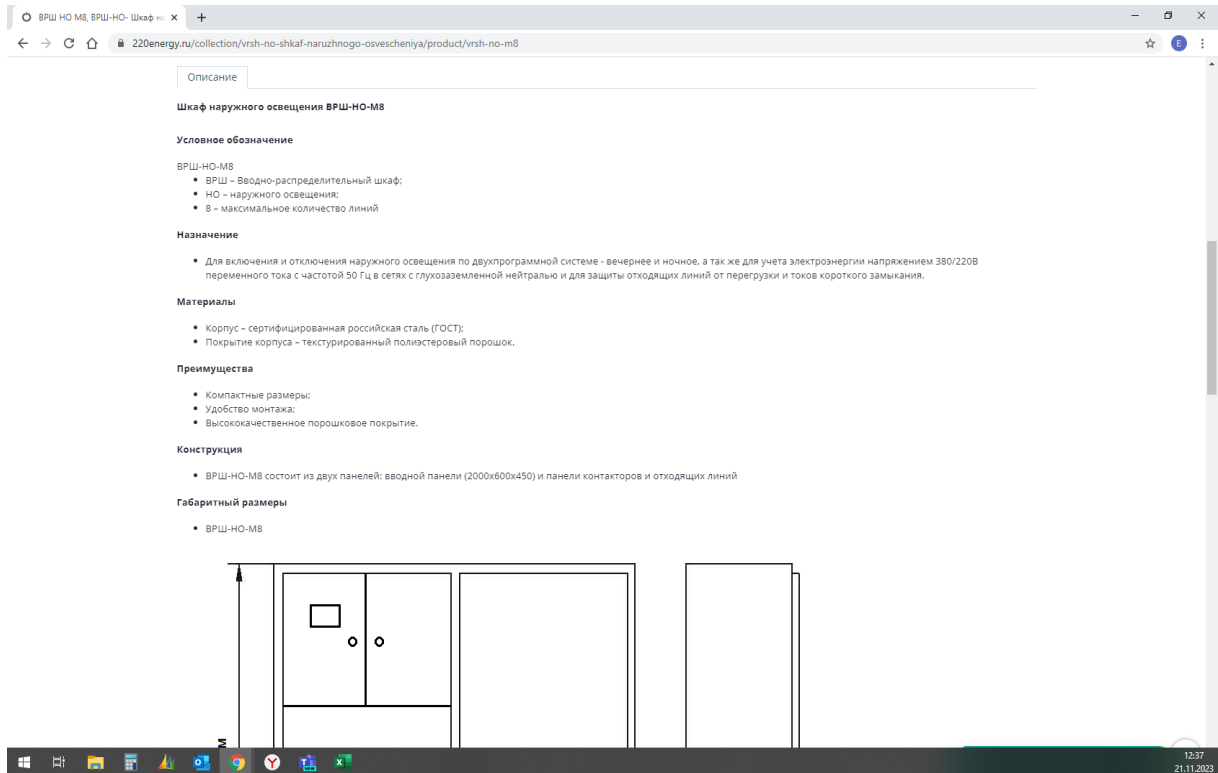 ВРШ НО М8, ВРШ-НО- Шкаф на
220energy.ru/collection/vrsh-no-shkaf-naruzhnogo-osvescheniya/product/vrsh-no-m8
E
Описание
Шкаф наружного освещения ВРШ-НО-М8
Условное обозначение
ВРШ-НО-М8
ВРШ – Вводно-распределительный шкаф;
НО – наружного освещения;
8 – максимальное количество линий
Назначение
Для включения и отключения наружного освещения по двухпрограммной системе - вечернее и ночное, а так же для учета электроэнергии напряжением 380/220В
переменного тока с частотой 50 Гц в сетях с глухозаземленной нейтралью и для защиты отходящих линий от перегрузки и токов короткого замыкания.
Материалы
Корпус – сертифицированная российская сталь (ГОСТ);
Покрытие корпуса – текстурированный полиэстеровый порошок.
Преимущества
Компактные размеры;
Удобство монтажа;
Высококачественное порошковое покрытие.
Конструкция
ВРШ-НО-М8 состоит из двух панелей: вводной панели (2000х600х450) и панели контакторов и отходящих линий
Габаритный размеры
ВРШ-НО-М8
М
12:37
21.11.2023